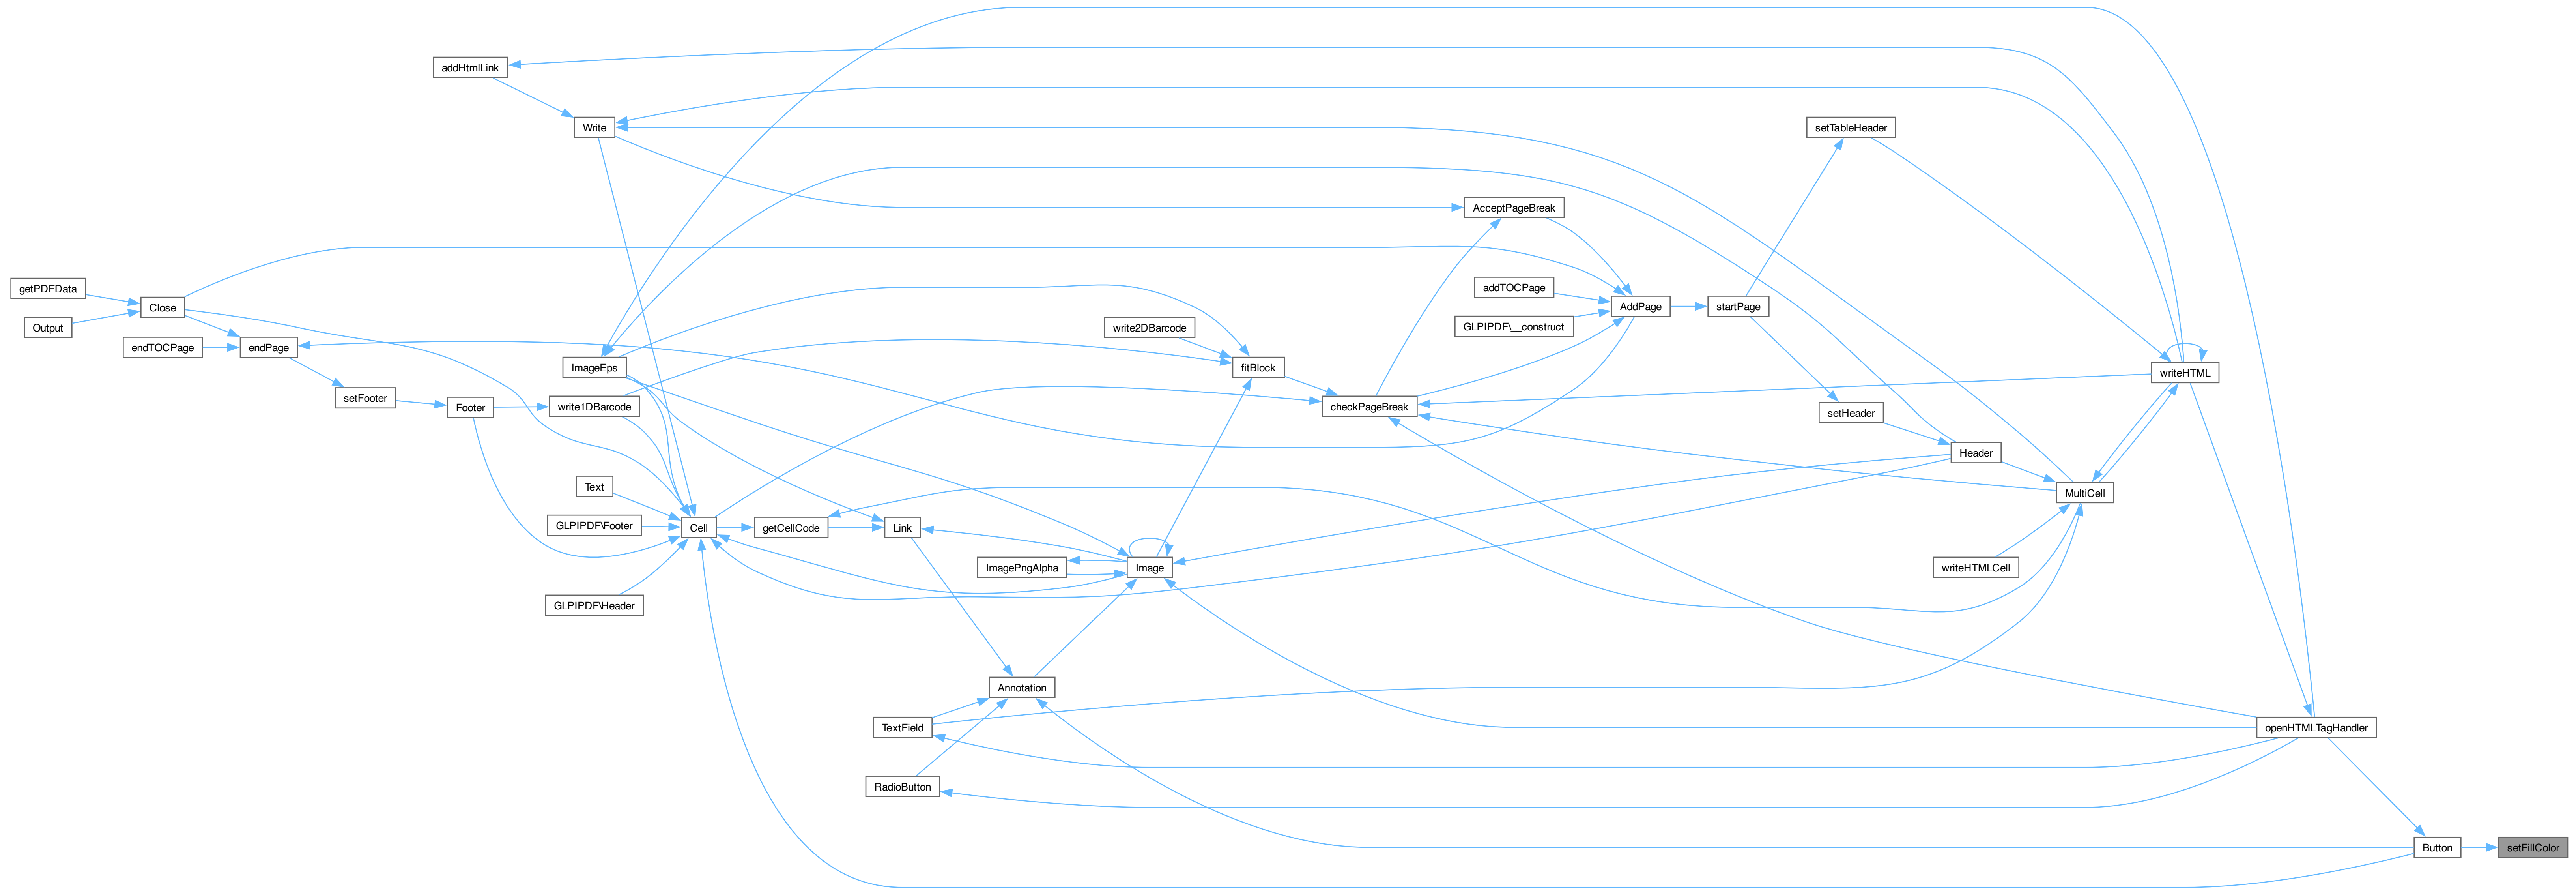 addHtmlLink
Write
setTableHeader
AcceptPageBreak
getPDFData
addTOCPage
Close
AddPage
startPage
Output
GLPIPDF\__construct
write2DBarcode
endTOCPage
endPage
ImageEps
fitBlock
writeHTML
setFooter
Footer
write1DBarcode
checkPageBreak
setHeader
Header
Text
MultiCell
GLPIPDF\Footer
Cell
getCellCode
Link
ImagePngAlpha
Image
writeHTMLCell
GLPIPDF\Header
Annotation
TextField
openHTMLTagHandler
RadioButton
Button
setFillColor